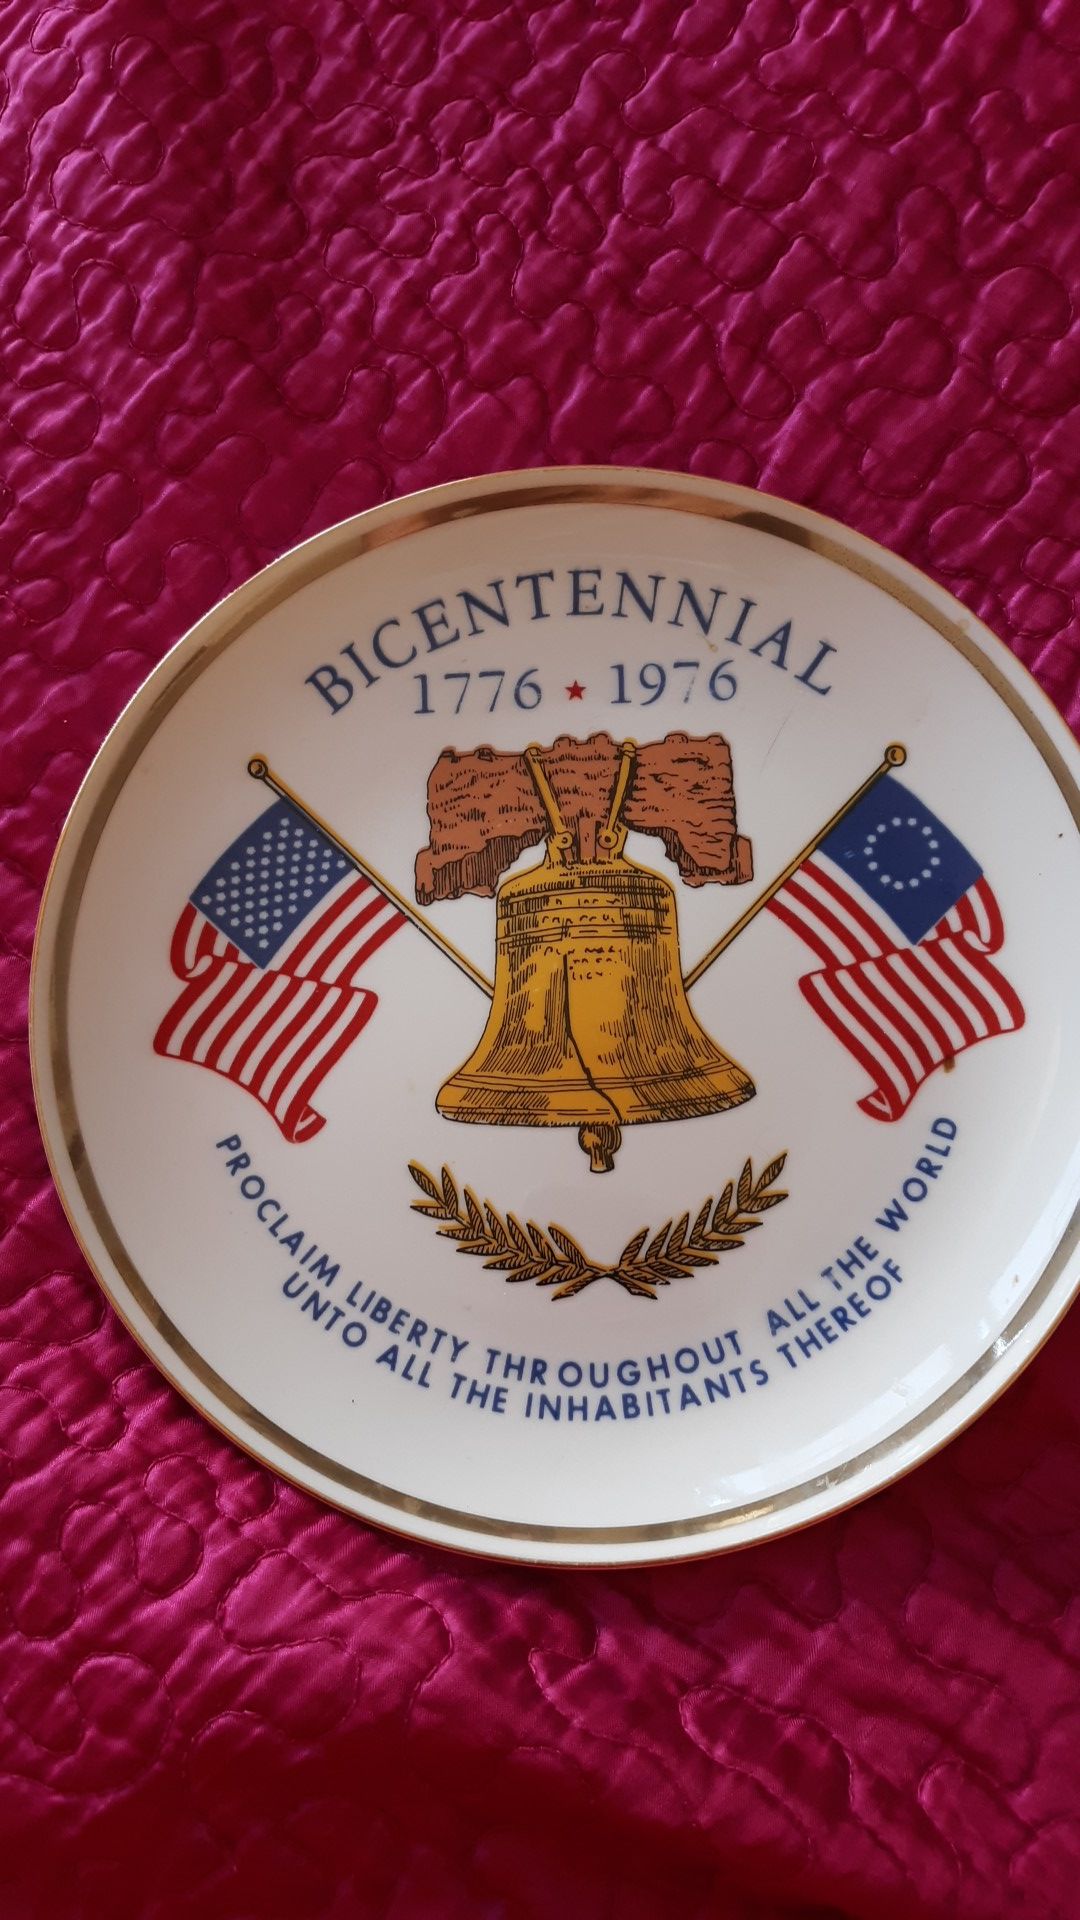 BICENTENNIAL
1776 ★ 1976
PROCLAIM LIBERTY THROUGHOUT ALL THE WORLD
UNTO ALL THE INHABITANTS THEREOF